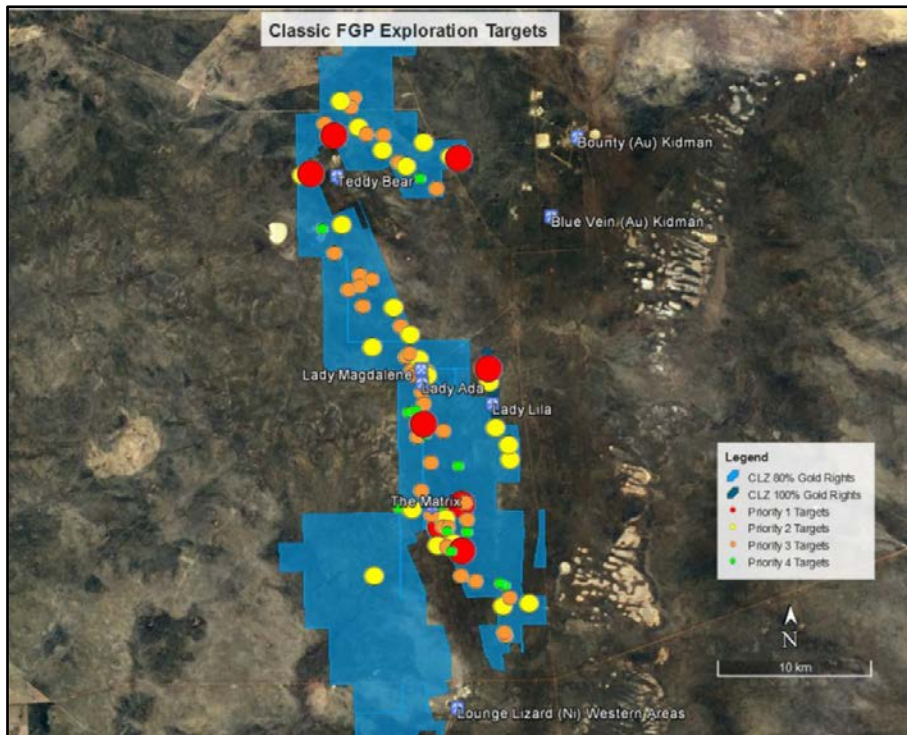 Classic FGP Exploration Targets
Bounty (Au) Kidman
Teddy Bear
Blue Vein (Au) Kidman
Lady Magdalene
Lady Ada
Lady Lila
Legend
CLZ 80% Gold Rights
CLZ 100% Gold Rights
Priority 1 Targets
Priority 2 Targets
Priority 3 Targets
Priority 4 Targets
The Matrix
N
10 km
Lounge Lizard (Ni) Western Areas